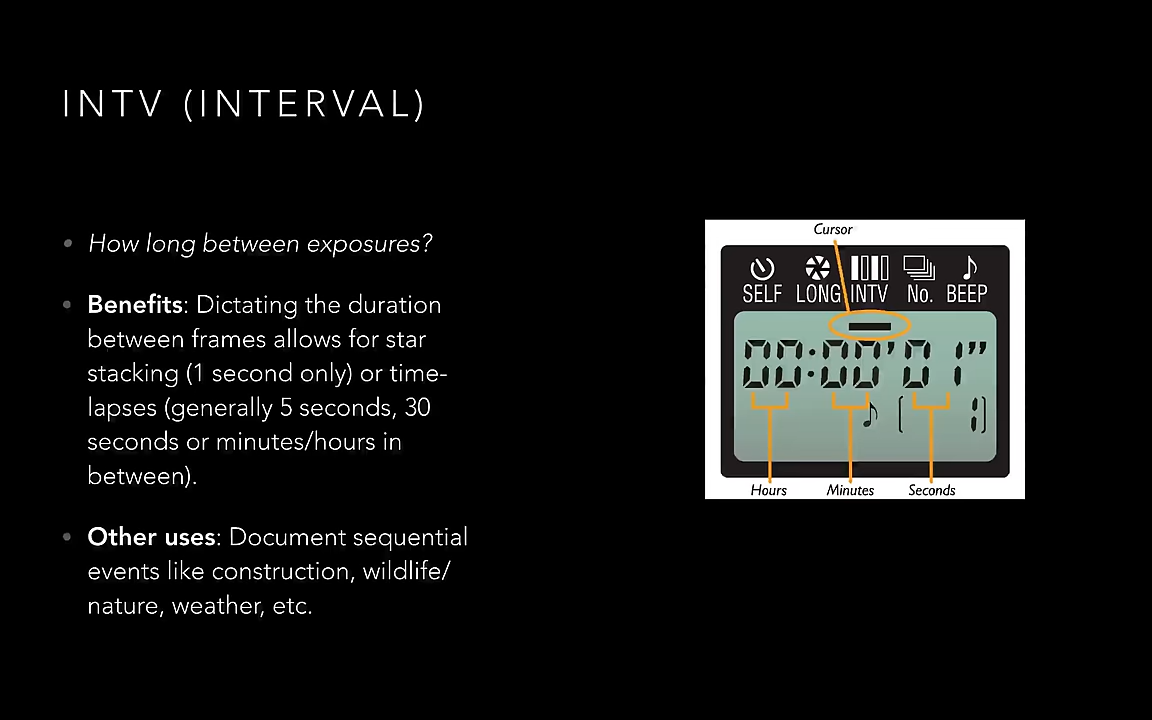 INTV (INTERVAL)
• How long between exposures?
• Benefits: Dictating the duration
between frames allows for star
stacking (1 second only) or time-
lapses (generally 5 seconds, 30
seconds or minutes/hours in
between).
• Other uses: Document sequential
events like construction, wildlife/
nature, weather, etc.
Cursor
SELF LONG INTV No. BEEP
00:00'01"
[ 1]
Hours Minutes Seconds